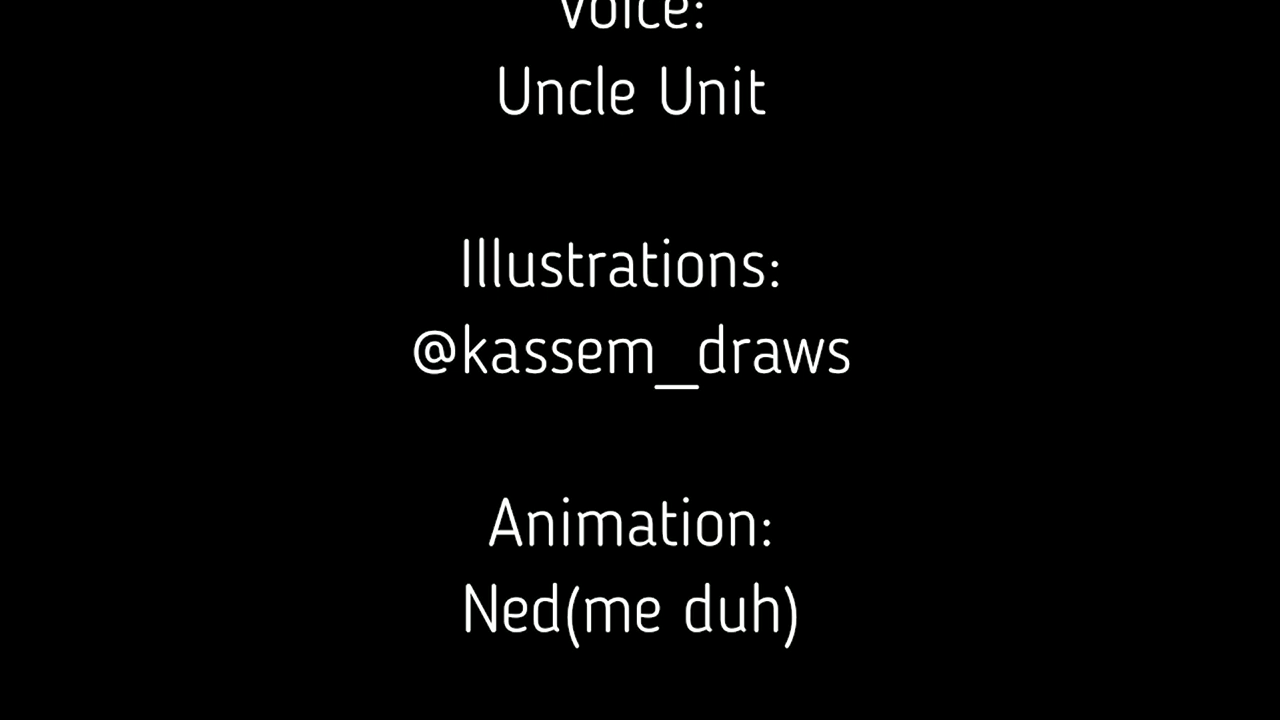 Voice:
Uncle Unit
Illustrations:
@kassem_draws
Animation:
Ned(me duh)